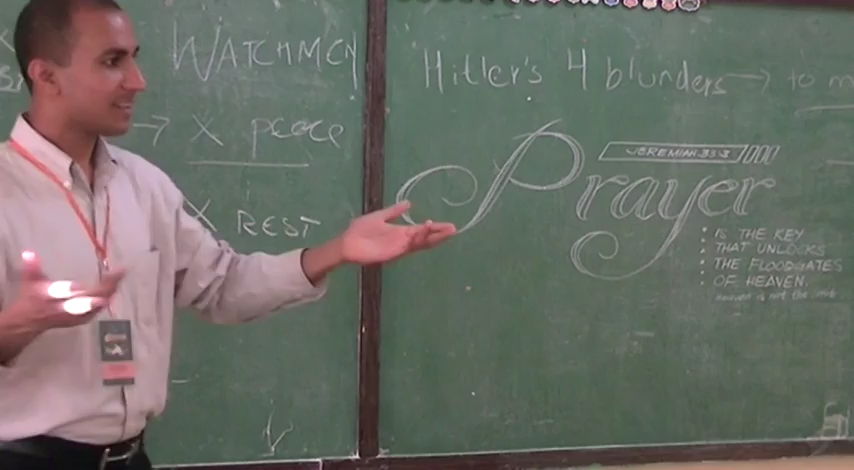 WATCHMEN
→ X peace
X REST
Hitler's 4 blunders → to m
JEREMIAH 33:3
Prayer
• IS THE KEY
• THAT UNLOCKS
• THE FLOODGATES
• OF HEAVEN.